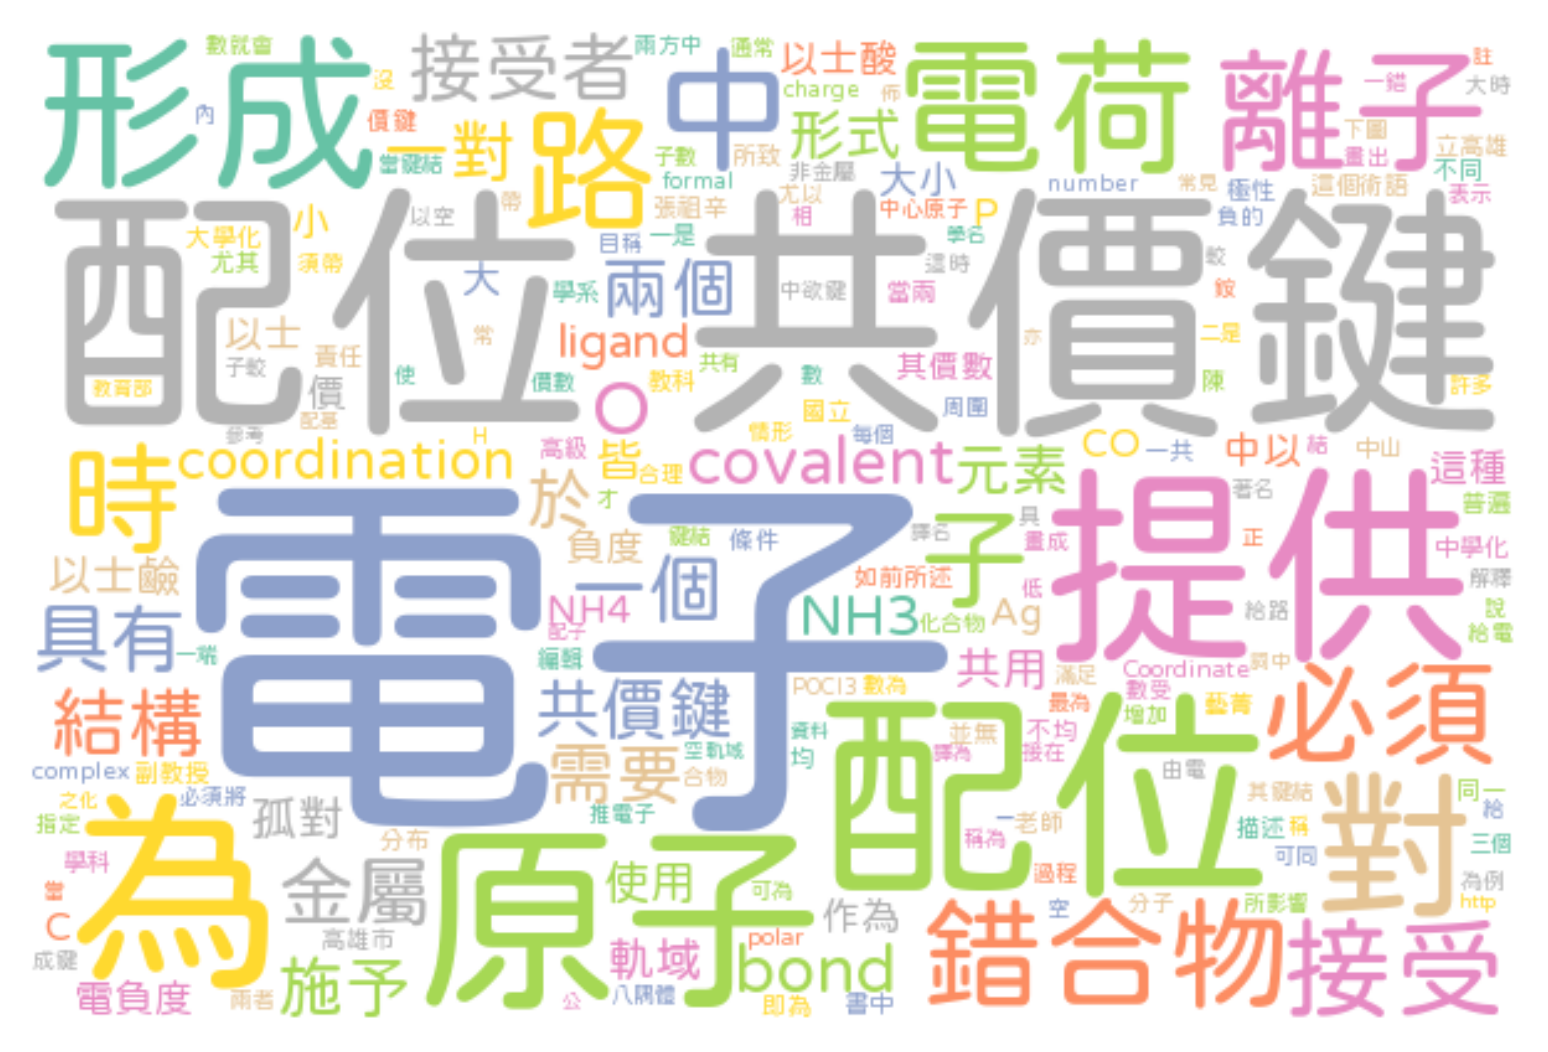 形成
數就會
沒
接受者
兩方中
通常
以士酸
電荷
離子
註
一錯
大時
內
價鍵
中
charge
佈
形式
下圖
立高雄
當鍵結
一對
路
子數
所致
非金屬
畫出
不同
formal
尤以
大小
number
常見
極性
這個術語
表示
配位共價鍵
以空
帶
張祖辛
相
中心原子
P
負的
大學化
小
目稱
一是
學名
尤其
須帶
大
學系
兩個
這時
較
中欲鍵
當兩
銨
以士
常
ligand
亦
二是
子較
責任
共有
其價數
教育部
價
使
價數
教科
數
陳
許多
配基
O
國立
周圍
參考
H
情形
每個
時
coordination
高級
皆
合理
covalent
元素
CO
一共
中以
結
中山
這種
於
才
提供
著名
普遍
電子
負度
鍵結
條件
譯名
子
具
畫成
正
中學化
以士鹼
一個
如前所述
低
解釋
具有
NH4
NH3
化合物
Ag
給路
說
給電
配子
一端
編輯
共用
滿足
Coordinate
酮中
必須
結構
共價鍵
POCl3
數為
數受
最為
增加
藝菁
配位
資料
並無
不均
需要
空軌域
均
譯為
接在
complex
副教授
合物
由電
之化
必須將
其鍵結
對
同一
為
孤對
推電子
一老師
給
指定
分布
稱為
描述
稱
三個
學科
原子
使用
可為
過程
可同
金屬
為例
C
作為
空
分子
所影響
http
高雄市
polar
錯合物
接受
成鍵
施予
軌域
bond
電負度
兩者
公
八隅體
即為
書中